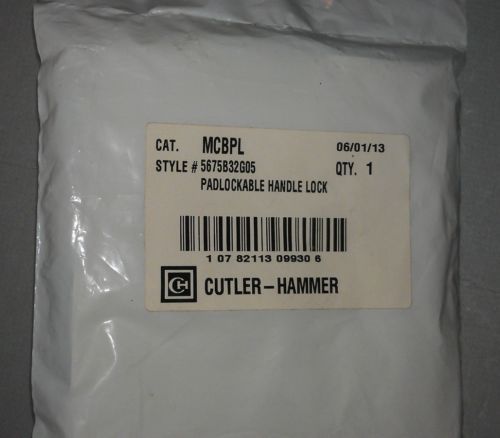 CAT. MCBPL 06/01/13
STYLE # 5675B32G05 QTY. 1
PADLOCKABLE HANDLE LOCK
1 07 82113 09930 6
CH CUTLER-HAMMER